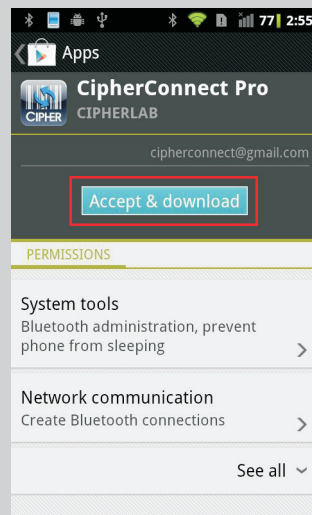 77 2:55
Apps
CipherConnect Pro
CIPHER
CIPHERLAB
cipherconnect@gmail.com
Accept & download
PERMISSIONS
System tools
Bluetooth administration, prevent
phone from sleeping
Network communication
Create Bluetooth connections
See all